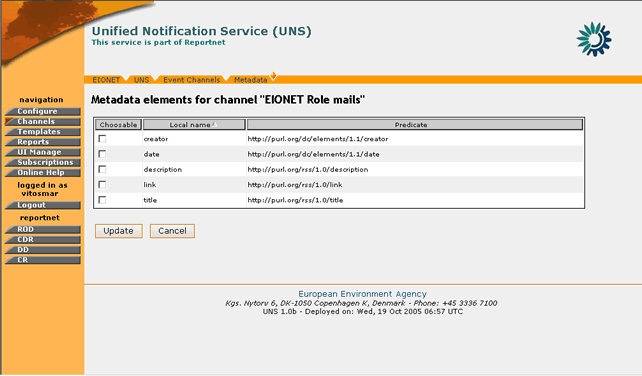 Unified Notification Service (UNS)
This service is part of Reportnet
EIONET UNS Event Channels Metadata
navigation
Configure
Channels
Templates
Reports
UI Manage
Subscriptions
Online Help
logged in as
vitosmar
Logout
reportnet
ROD
CDR
DD
CR
Metadata elements for channel "EIONET Role mails"
Choosable Local name Predicate
creator http://purl.org/dc/elements/1.1/creator
date http://purl.org/dc/elements/1.1/date
description http://purl.org/rss/1.0/description
link http://purl.org/rss/1.0/link
title http://purl.org/rss/1.0/title
Update Cancel
European Environment Agency
Kgs. Nytorv 6, DK-1050 Copenhagen K, Denmark - Phone: +45 3336 7100
UNS 1.0b - Deployed on: Wed, 19 Oct 2005 06:57 UTC